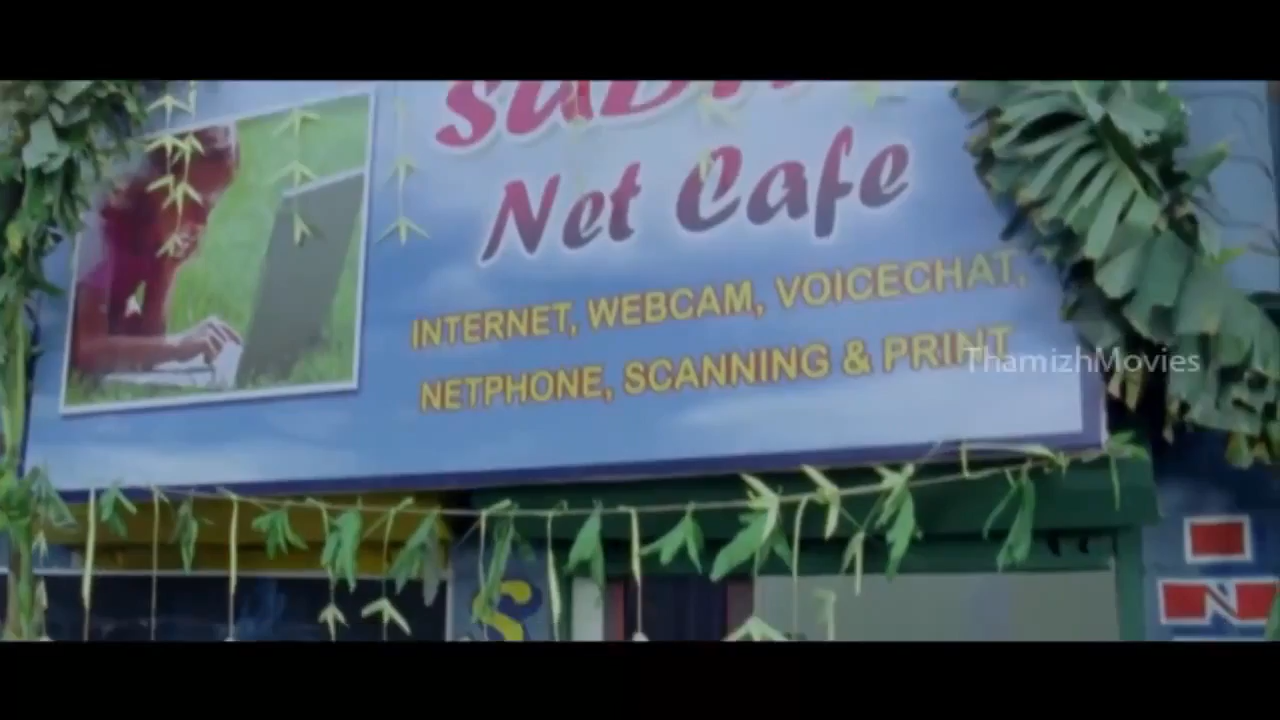 Net Cafe
INTERNET, WEBCAM, VOICECHAT,
NETPHONE, SCANNING & PRINT
ThamizhMovies